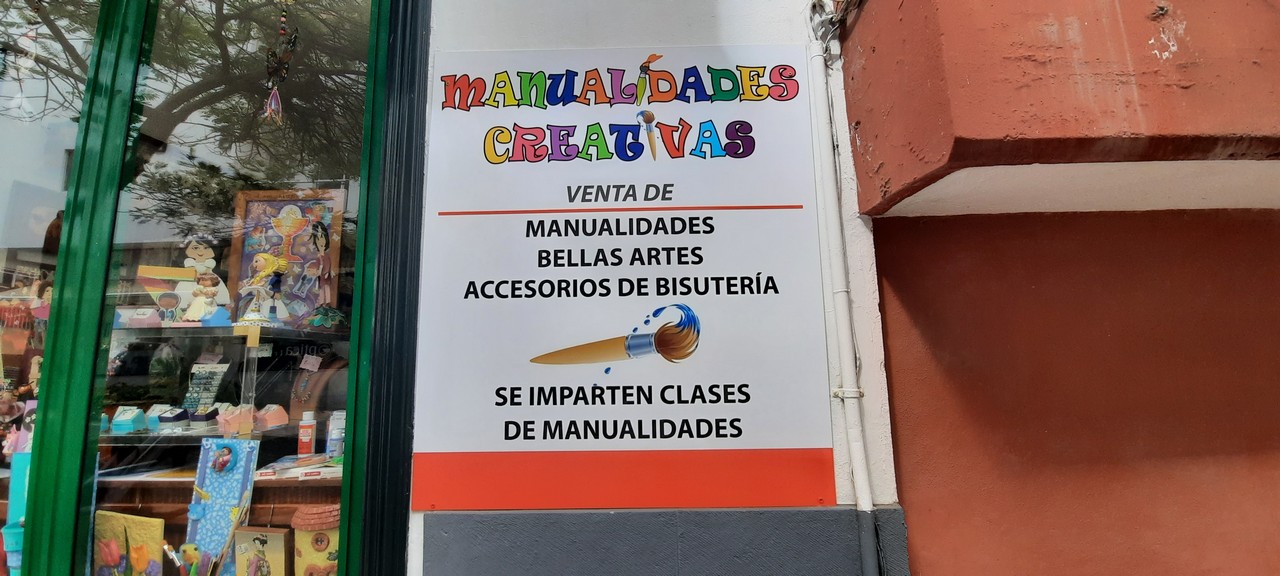 MANUALIDADES
CREATIVAS
VENTA DE
MANUALIDADES
BELLAS ARTES
ACCESORIOS DE BISUTERÍA
SE IMPARTEN CLASES
DE MANUALIDADES